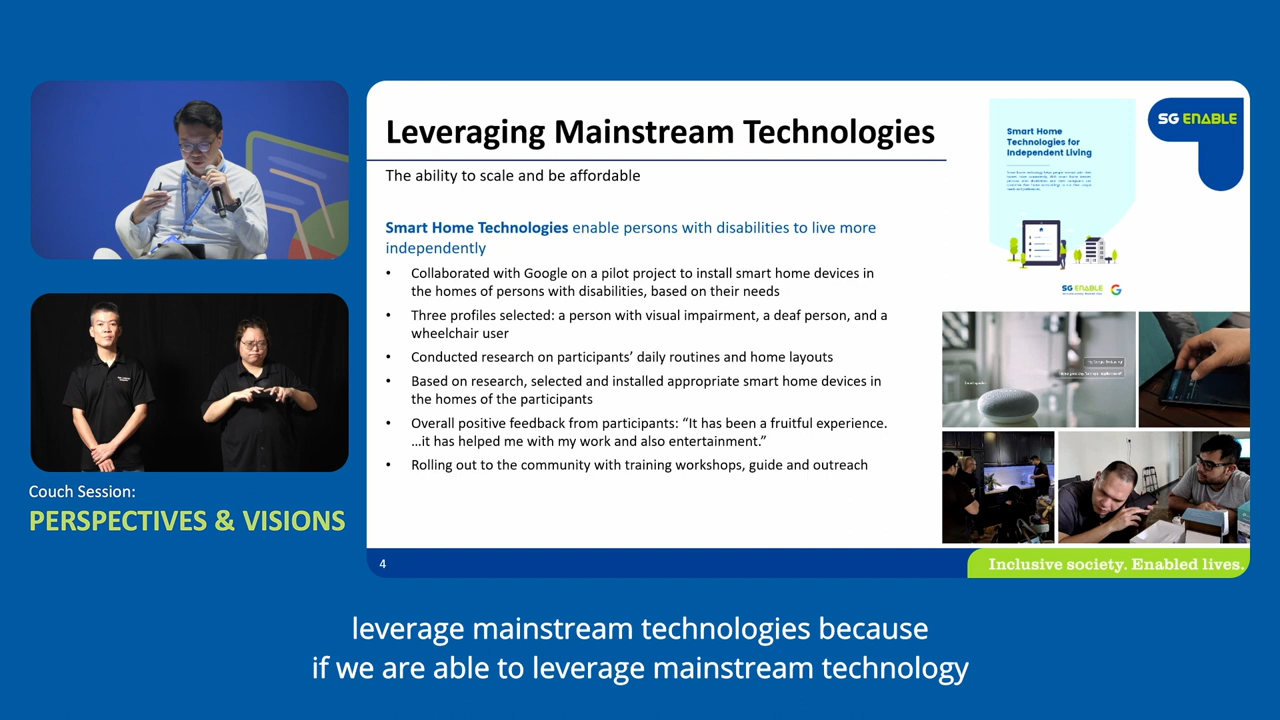 Leveraging Mainstream Technologies
The ability to scale and be affordable
Smart Home Technologies enable persons with disabilities to live more
independently
• Collaborated with Google on a pilot project to install smart home devices in
the homes of persons with disabilities, based on their needs
• Three profiles selected: a person with visual impairment, a deaf person, and a
wheelchair user
• Conducted research on participants’ daily routines and home layouts
• Based on research, selected and installed appropriate smart home devices in
the homes of the participants
• Overall positive feedback from participants: “It has been a fruitful experience.
...it has helped me with my work and also entertainment.”
• Rolling out to the community with training workshops, guide and outreach
Smart Home
Technologies for
Independent Living
SG ENABLE
SG ENABLE
4
Inclusive society. Enabled lives.
Couch Session:
PERSPECTIVES & VISIONS
leverage mainstream technologies because
if we are able to leverage mainstream technology